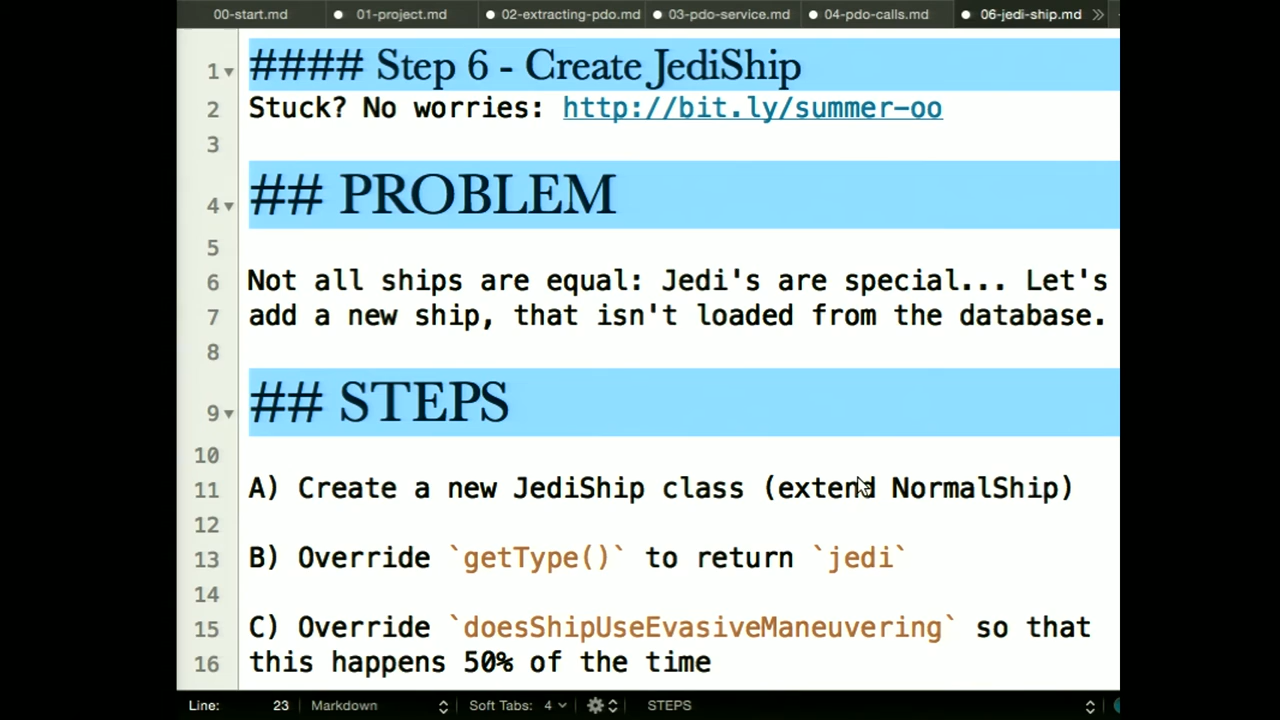 00-start.md 01-project.md 02-extracting-pdo.md 03-pdo-service.md 04-pdo-calls.md 06-jedi-ship.md
1 #### Step 6 - Create JediShip
2 Stuck? No worries: http://bit.ly/summer-oo
3
4 ## PROBLEM
5
6 Not all ships are equal: Jedi's are special... Let's
7 add a new ship, that isn't loaded from the database.
8
9 ## STEPS
10
11 A) Create a new JediShip class (extend NormalShip)
12
13 B) Override `getType()` to return `jedi`
14
15 C) Override `doesShipUseEvasiveManeuvering` so that
16 this happens 50% of the time
Line: 23 Markdown Soft Tabs: 4 STEPS